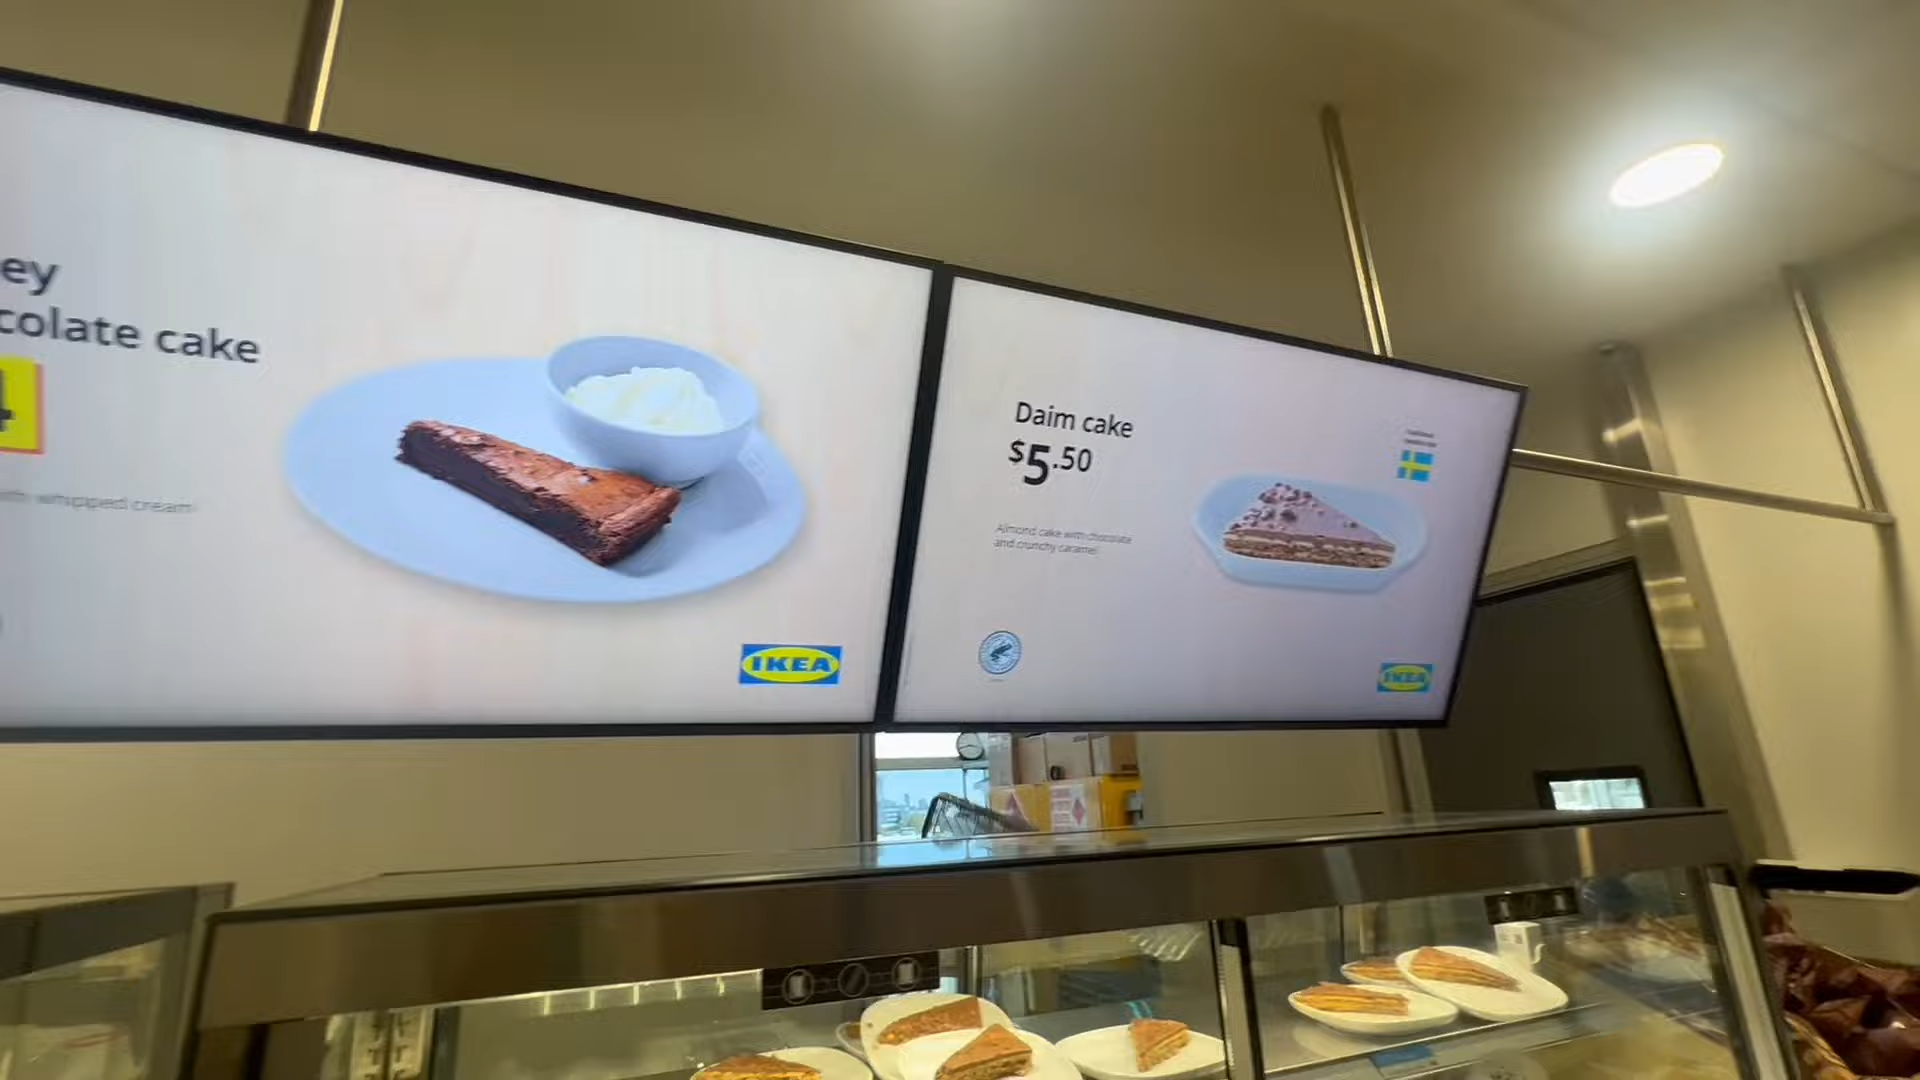 ey
colate cake
4
with whipped cream
IKEA
Daim cake
$5.50
Almond cake with chocolate
and crunchy caramel
IKEA